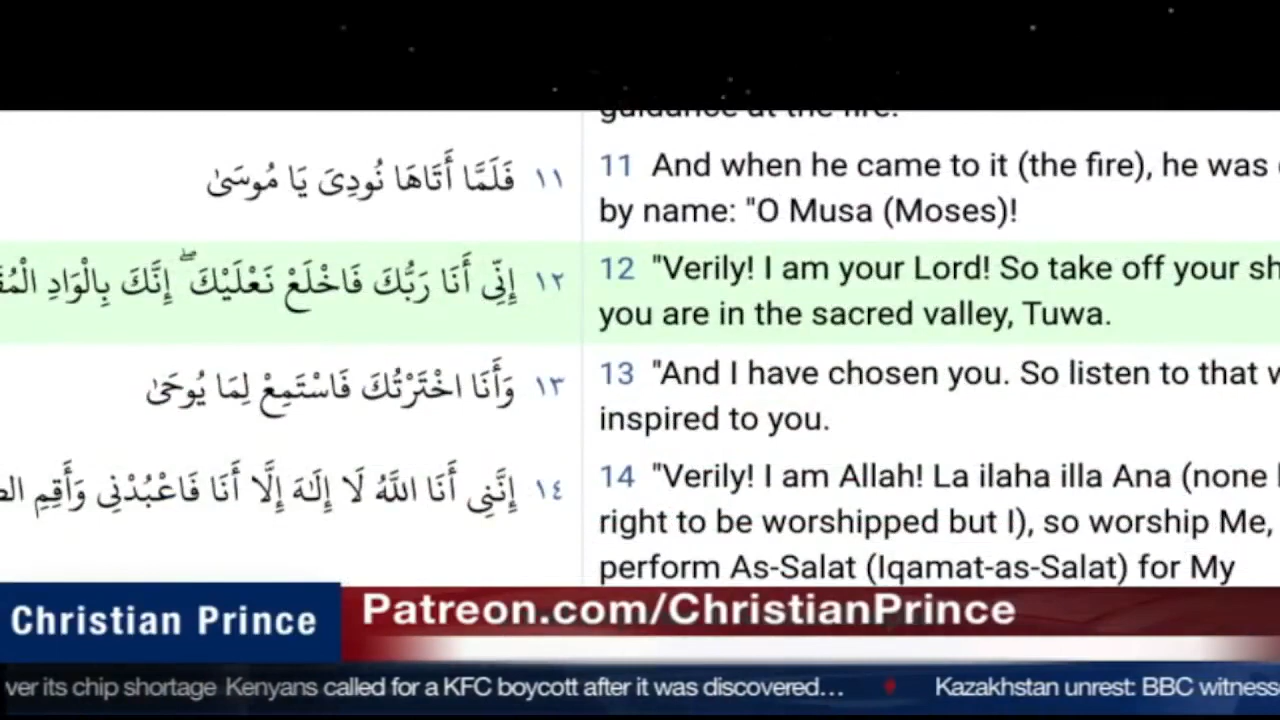 guidance at the fire.
فَلَمَّا أَتَاهَا نُودِىَ يَا مُوسَىٰ ١١
11 And when he came to it (the fire), he was
by name: "O Musa (Moses)!
إِنِّى أَنَا رَبُّكَ فَاخْلَعْ نَعْلَيْكَ ۖ إِنَّكَ بِالْوَادِ ١٢
12 "Verily! I am your Lord! So take off your
you are in the sacred valley, Tuwa.
وَأَنَا اخْتَرْتُكَ فَاسْتَمِعْ لِمَا يُوحَىٰ ١٣
13 "And I have chosen you. So listen to that
inspired to you.
إِنَّنِى أَنَا اللَّهُ لَا إِلَـٰهَ إِلَّا أَنَا فَاعْبُدْنِى وَأَقِمِ ١٤
14 "Verily! I am Allah! La ilaha illa Ana (none
right to be worshipped but I), so worship Me,
perform As-Salat (Iqamat-as-Salat) for My
Christian Prince
Patreon.com/ChristianPrince
ver its chip shortage Kenyans called for a KFC boycott after it was discovered... Kazakhstan unrest: BBC witness